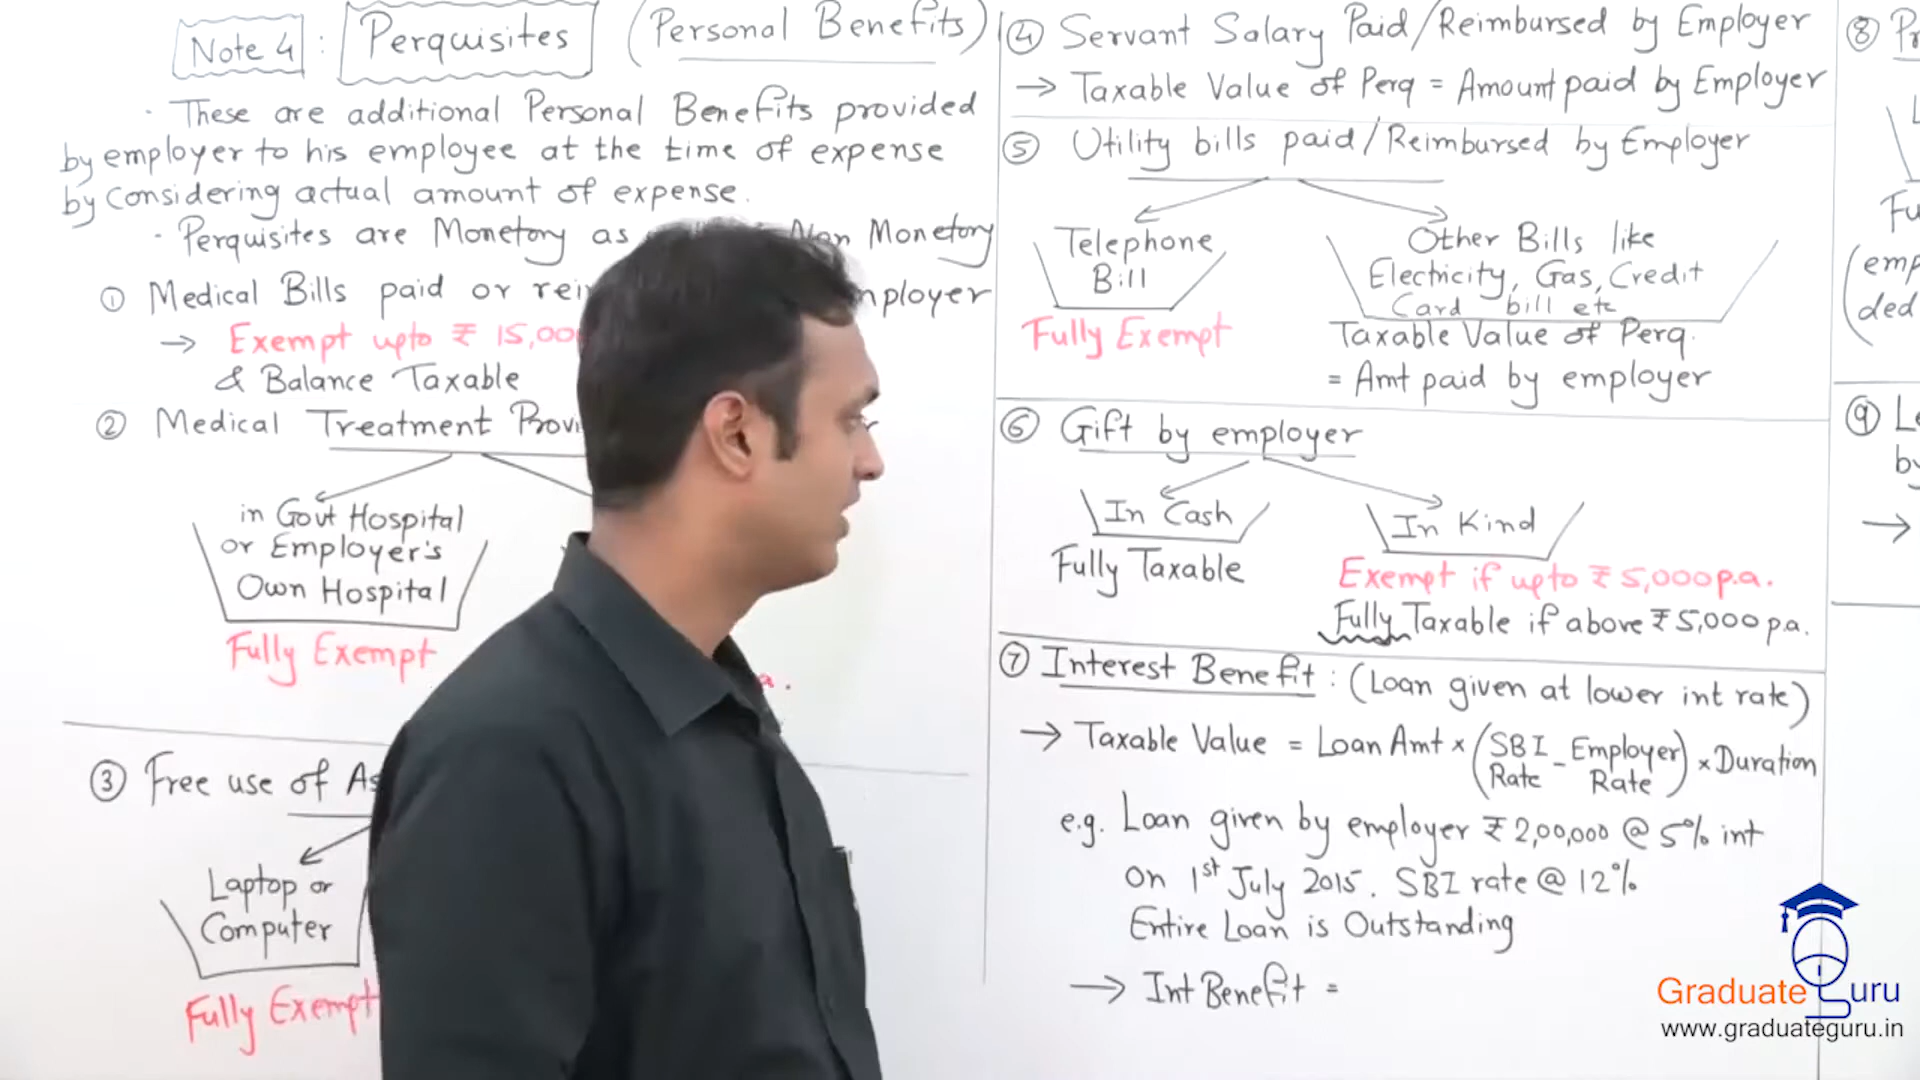 Note 4 : Perquisites (Personal Benefits)
· These are additional Personal Benefits provided
by employer to his employee at the time of expense
by considering actual amount of expense.
· Perquisites are Monetory as Non Monetory
① Medical Bills paid or
→ Exempt upto ₹ 15,00
& Balance Taxable
② Medical Treatment
in Govt Hospital
or Employer's
Own Hospital
Fully Exempt
a.
③ Free use of
Laptop or
Computer
Fully Exempt
④ Servant Salary Paid/Reimbursed by Employer
→ Taxable Value of Perq = Amount paid by Employer
⑤ Utility bills paid/Reimbursed by Employer
Telephone
Bill
Fully Exempt
Other Bills like
Electricity, Gas, Credit
Card bill etc
Taxable Value of Perq.
= Amt paid by employer
⑥ Gift by employer
In Cash
Fully Taxable
In Kind
Exempt if upto ₹ 5,000 p.a.
Fully Taxable if above ₹ 5,000 p.a.
⑦ Interest Benefit : (Loan given at lower int rate)
→ Taxable Value = Loan Amt × (SBI Rate - Employer Rate) × Duration
e.g. Loan given by employer ₹ 2,00,000 @ 5% int
on 1st July 2015. SBI rate @ 12%
Entire Loan is Outstanding
→ Int Benefit =
⑧
⑨
by
→
Graduate Guru
www.graduateguru.in